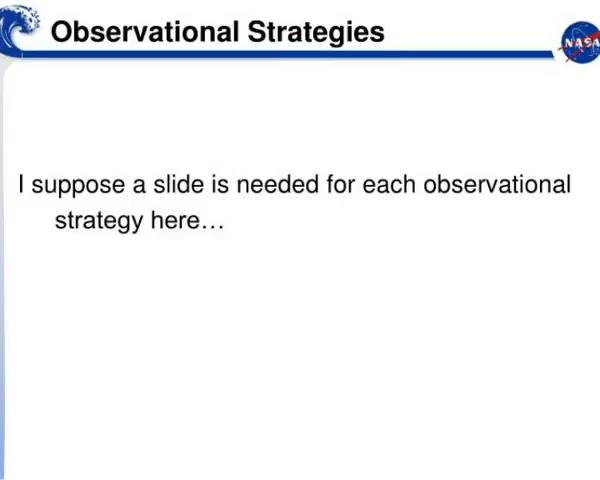 Observational Strategies
NASA
I suppose a slide is needed for each observational
strategy here…